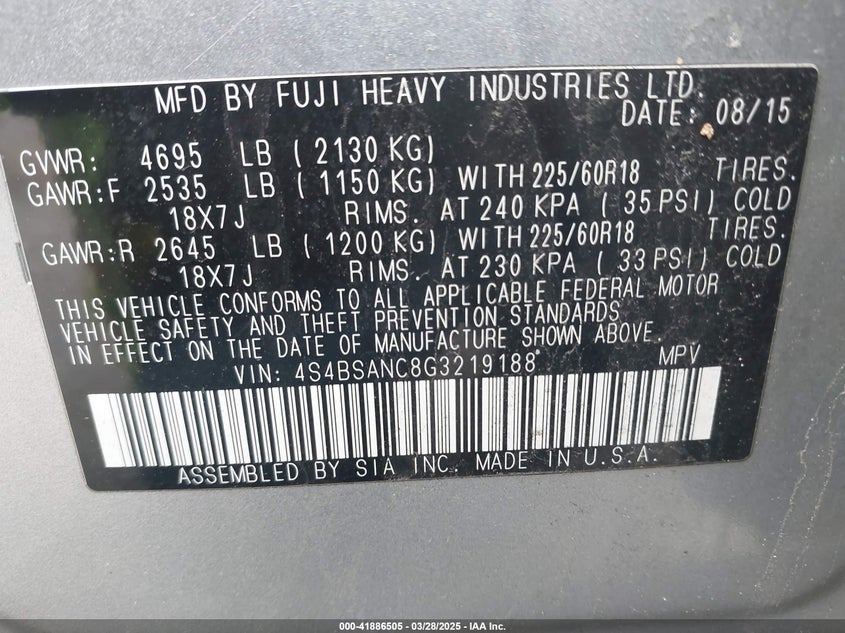 MFD BY FUJI HEAVY INDUSTRIES LTD.
DATE: 08/15
GVWR: 4695 LB ( 2130 KG)
GAWR:F 2535 LB ( 1150 KG) WITH 225/60R18 TIRES.
18X7J RIMS. AT 240 KPA ( 35 PSI) COLD
GAWR:R 2645 LB ( 1200 KG) WITH 225/60R18 TIRES.
18X7J RIMS. AT 230 KPA ( 33 PSI) COLD
THIS VEHICLE CONFORMS TO ALL APPLICABLE FEDERAL MOTOR
VEHICLE SAFETY AND THEFT PREVENTION STANDARDS
IN EFFECT ON THE DATE OF MANUFACTURE SHOWN ABOVE.
VIN: 4S4BSANC8G3219188 MPV
ASSEMBLED BY SIA INC. MADE IN U.S.A.
000-41886505 | 03/28/2025 - IAA Inc.